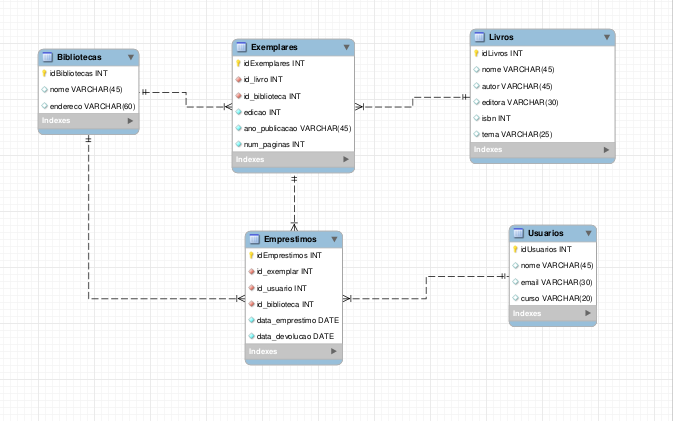 Bibliotecas
idBibliotecas INT
nome VARCHAR(45)
endereco VARCHAR(60)
Indexes
Exemplares
idExemplares INT
id_livro INT
id_biblioteca INT
edicao INT
ano_publicacao VARCHAR(45)
num_paginas INT
Indexes
Livros
idLivros INT
nome VARCHAR(45)
autor VARCHAR(45)
editora VARCHAR(30)
isbn INT
tema VARCHAR(25)
Indexes
Emprestimos
idEmprestimos INT
id_exemplar INT
id_usuario INT
id_biblioteca INT
data_emprestimo DATE
data_devolucao DATE
Indexes
Usuarios
idUsuarios INT
nome VARCHAR(45)
email VARCHAR(30)
curso VARCHAR(20)
Indexes